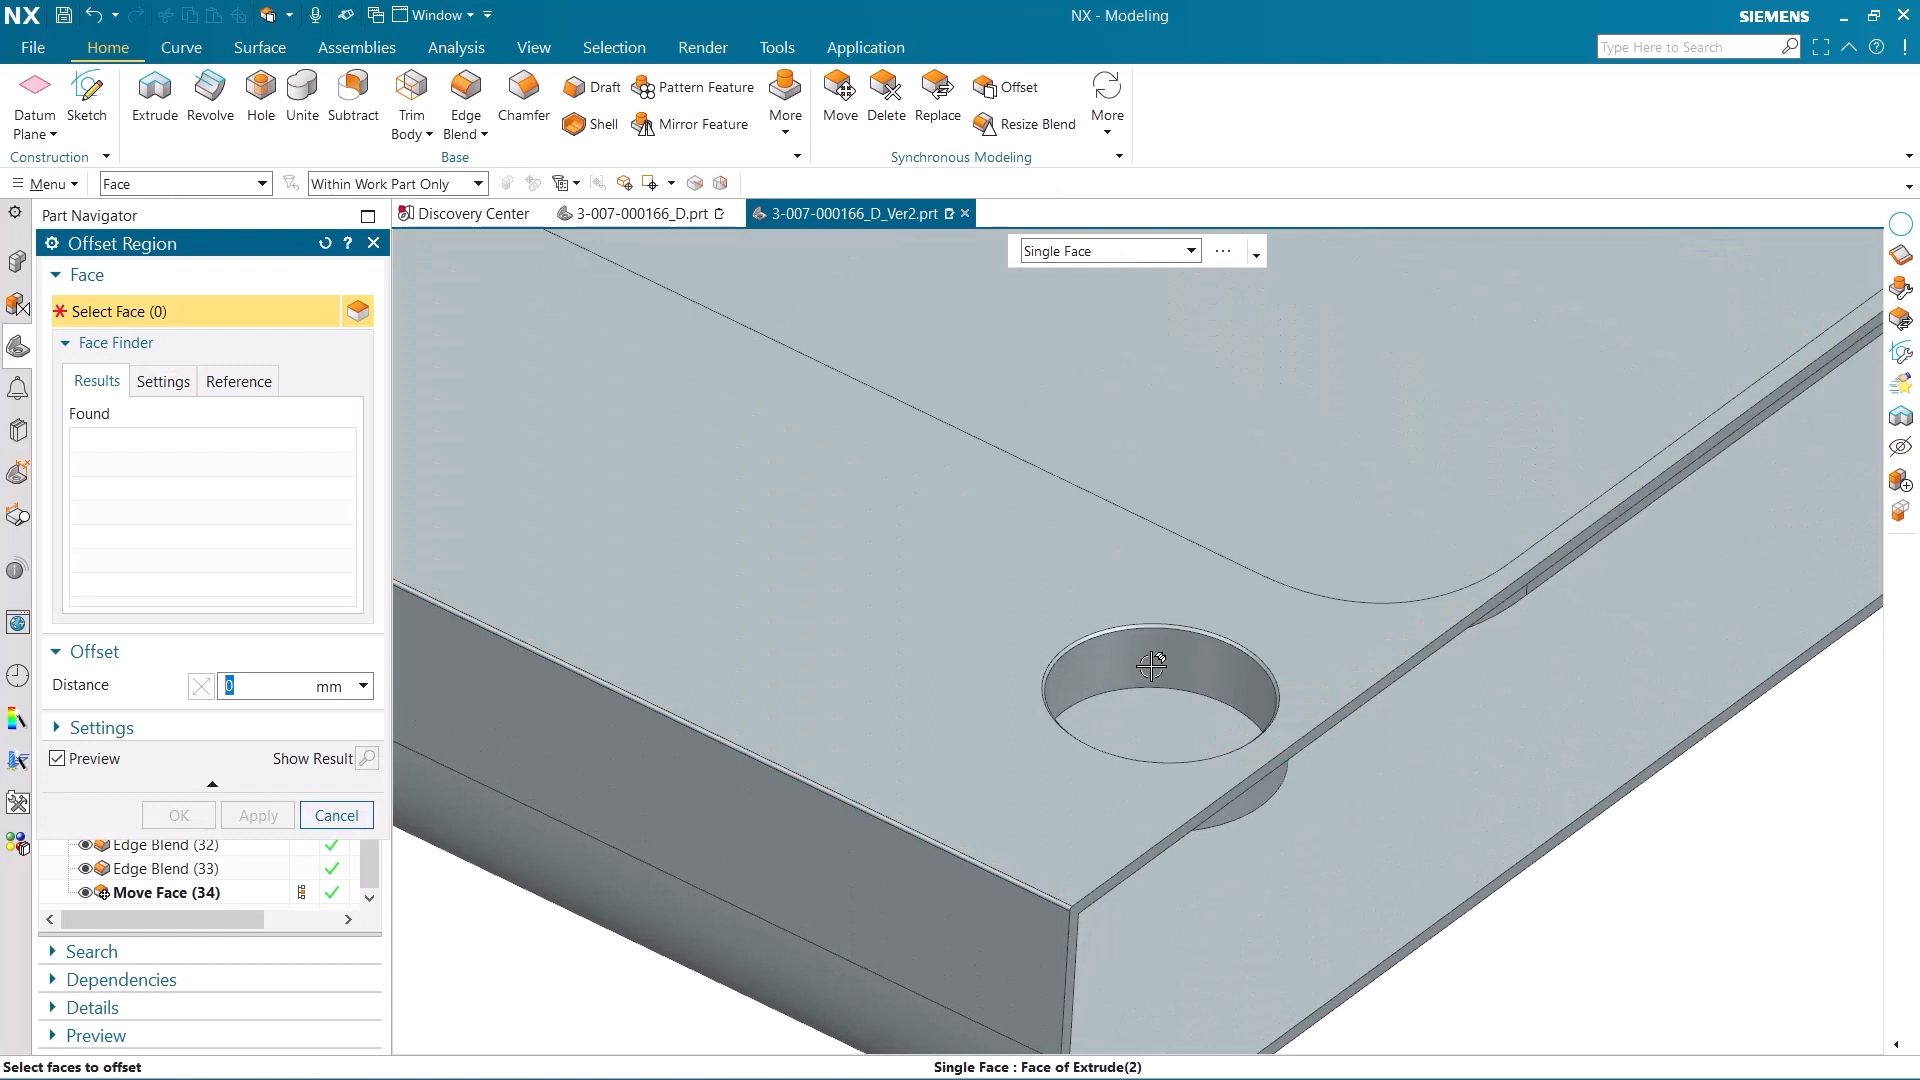 NX
Window
NX - Modeling
SIEMENS
File
Home
Curve
Surface
Assemblies
Analysis
View
Selection
Render
Tools
Application
Type Here to Search
Datum
Plane
Sketch
Extrude
Revolve
Hole
Unite
Subtract
Trim
Body
Edge
Blend
Chamfer
Draft
Shell
Pattern Feature
Mirror Feature
More
Move
Delete
Replace
Offset
Resize Blend
More
Construction
Base
Synchronous Modeling
Menu
Face
Within Work Part Only
Part Navigator
Discovery Center
3-007-000166_D.prt
3-007-000166_D_Ver2.prt
Offset Region
Single Face
Face
* Select Face (0)
Face Finder
Results
Settings
Reference
Found
Offset
Distance
0
mm
Settings
Preview
Show Result
OK
Apply
Cancel
Edge Blend (32)
Edge Blend (33)
Move Face (34)
Search
Dependencies
Details
Preview
Select faces to offset
Single Face : Face of Extrude(2)